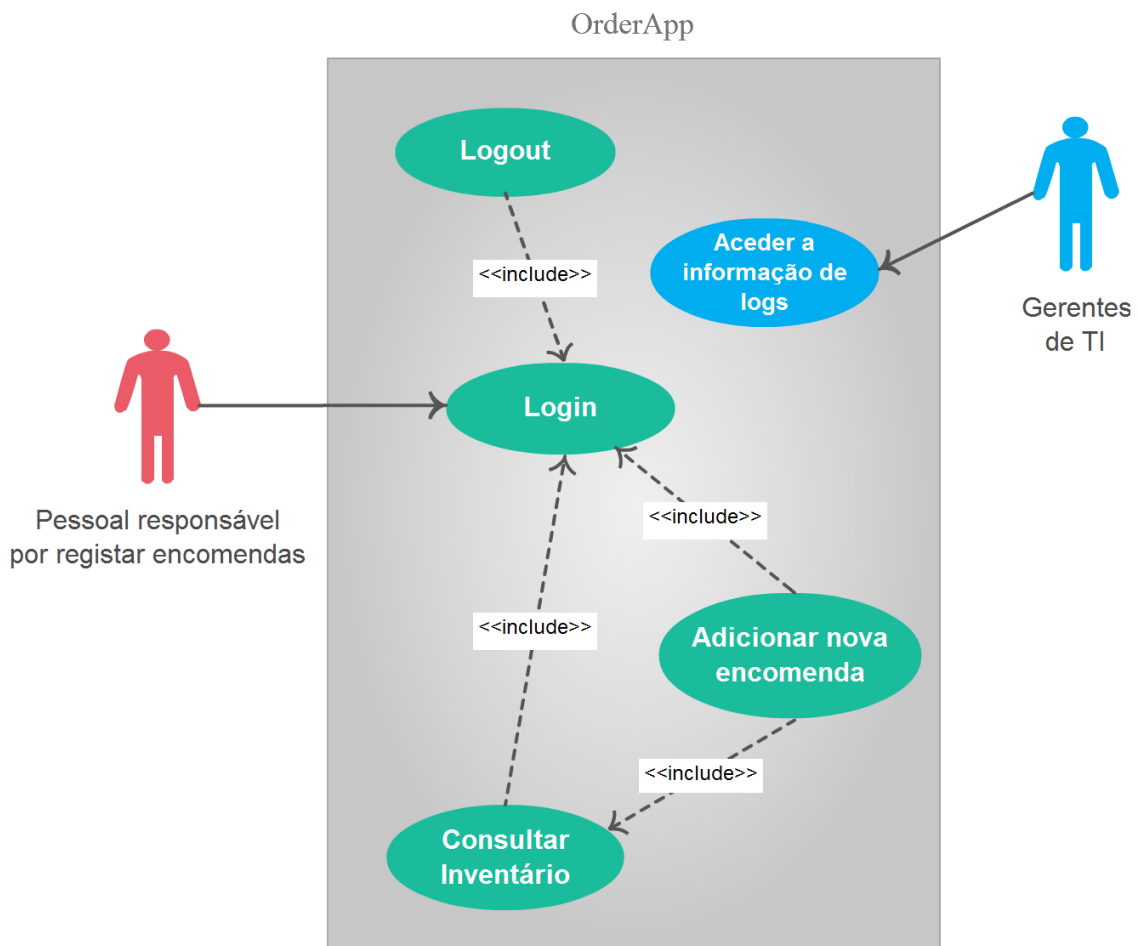 OrderApp
Logout
Aceder a
informação de
logs
<<include>>
Gerentes
de TI
Login
Pessoal responsável
por registar encomendas
<<include>>
<<include>>
Adicionar nova
encomenda
<<include>>
Consultar
Inventário